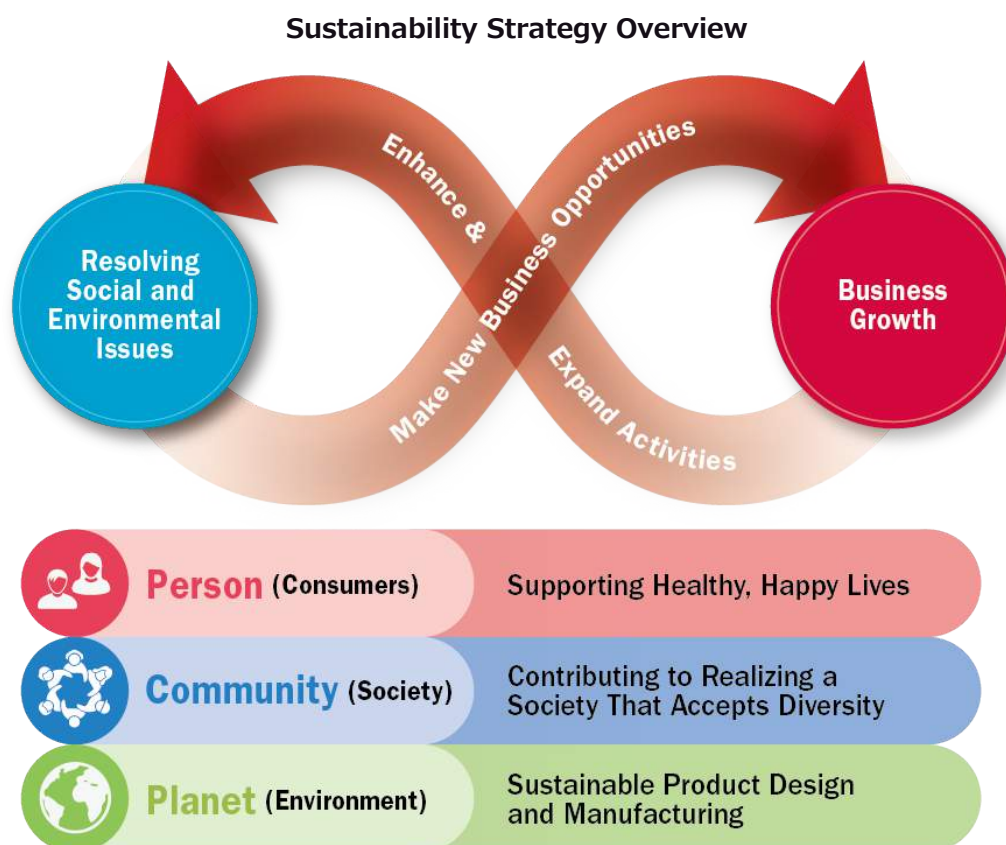 Sustainability Strategy Overview
Enhance &
Make New Business Opportunities
Expand Activities
Resolving
Social and
Environmental
Issues
Business
Growth
Person (Consumers)
Supporting Healthy, Happy Lives
Community (Society)
Contributing to Realizing a
Society That Accepts Diversity
Planet (Environment)
Sustainable Product Design
and Manufacturing